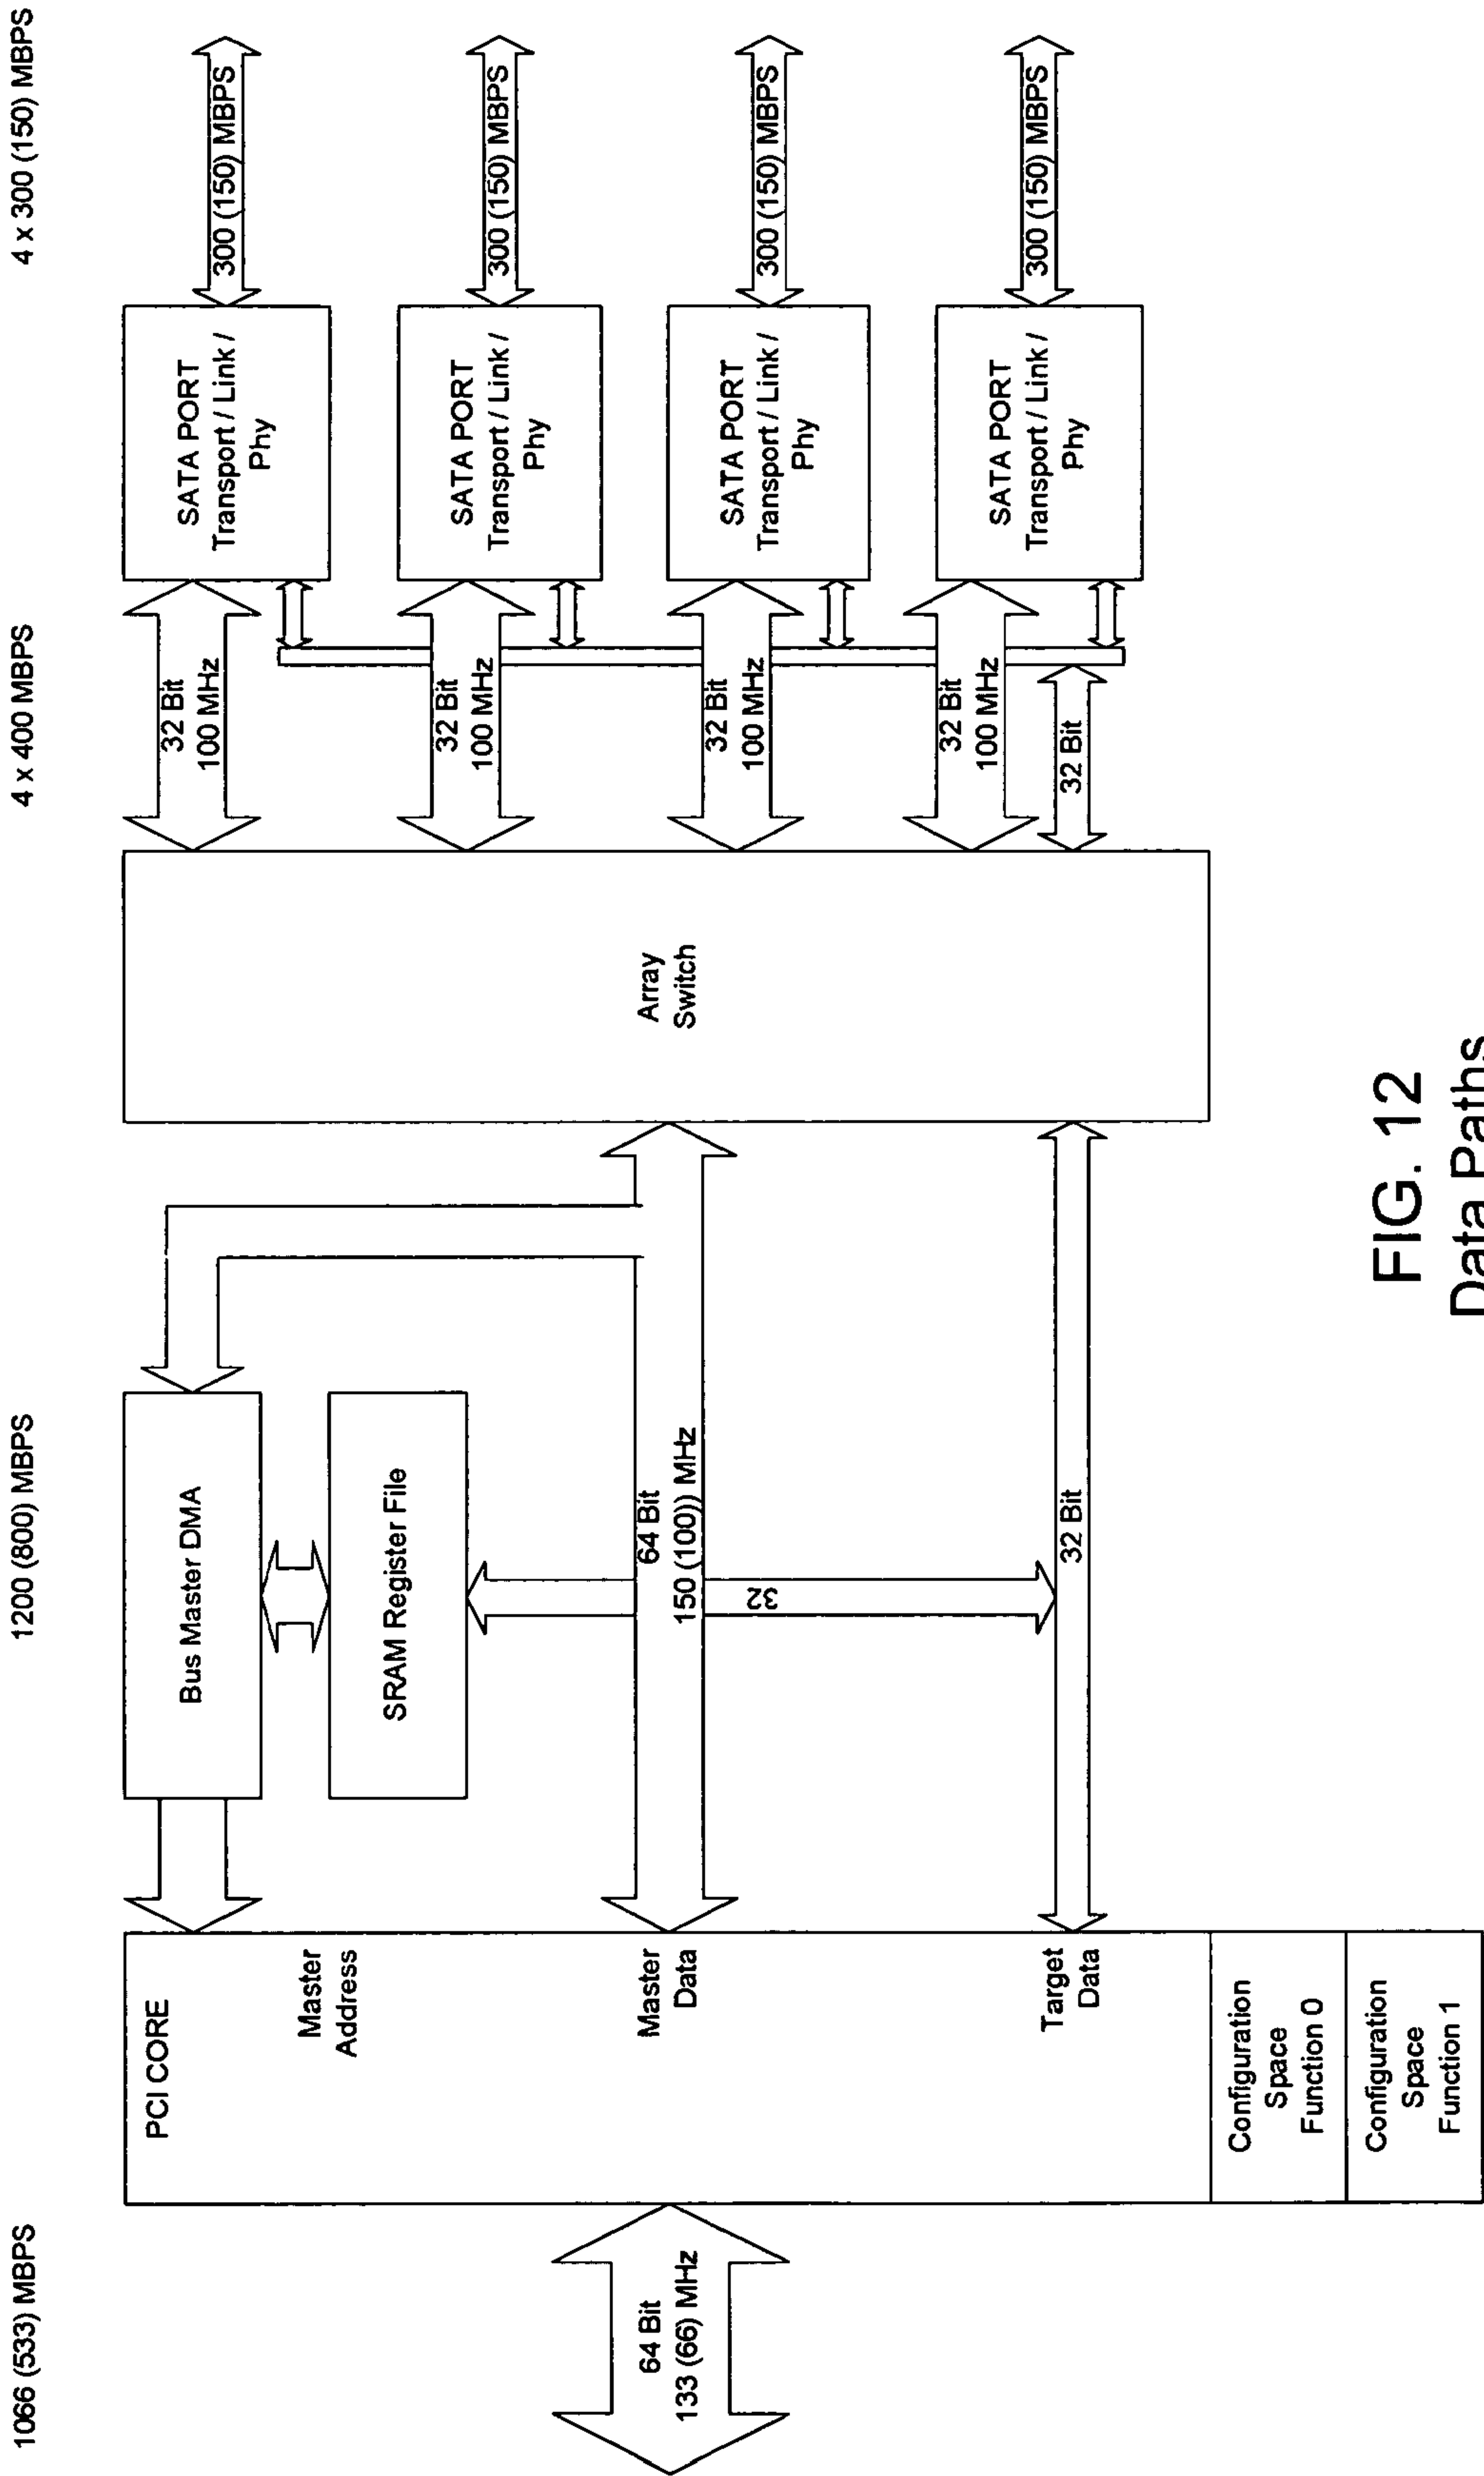 1066 (533) MBPS
1200 (800) MBPS
4 x 400 MBPS
4 x 300 (150) MBPS
64 Bit
133 (66) MHz
PCI CORE
Master
Address
Master
Data
Target
Data
Configuration
Space
Function 0
Configuration
Space
Function 1
Bus Master DMA
SRAM Register File
64 Bit
150 (100)) MHz
32
32 Bit
Array
Switch
32 Bit
100 MHz
32 Bit
100 MHz
32 Bit
100 MHz
32 Bit
100 MHz
32 Bit
SATA PORT
Transport / Link /
Phy
SATA PORT
Transport / Link /
Phy
SATA PORT
Transport / Link /
Phy
SATA PORT
Transport / Link /
Phy
300 (150) MBPS
300 (150) MBPS
300 (150) MBPS
300 (150) MBPS
FIG. 12
Data Paths